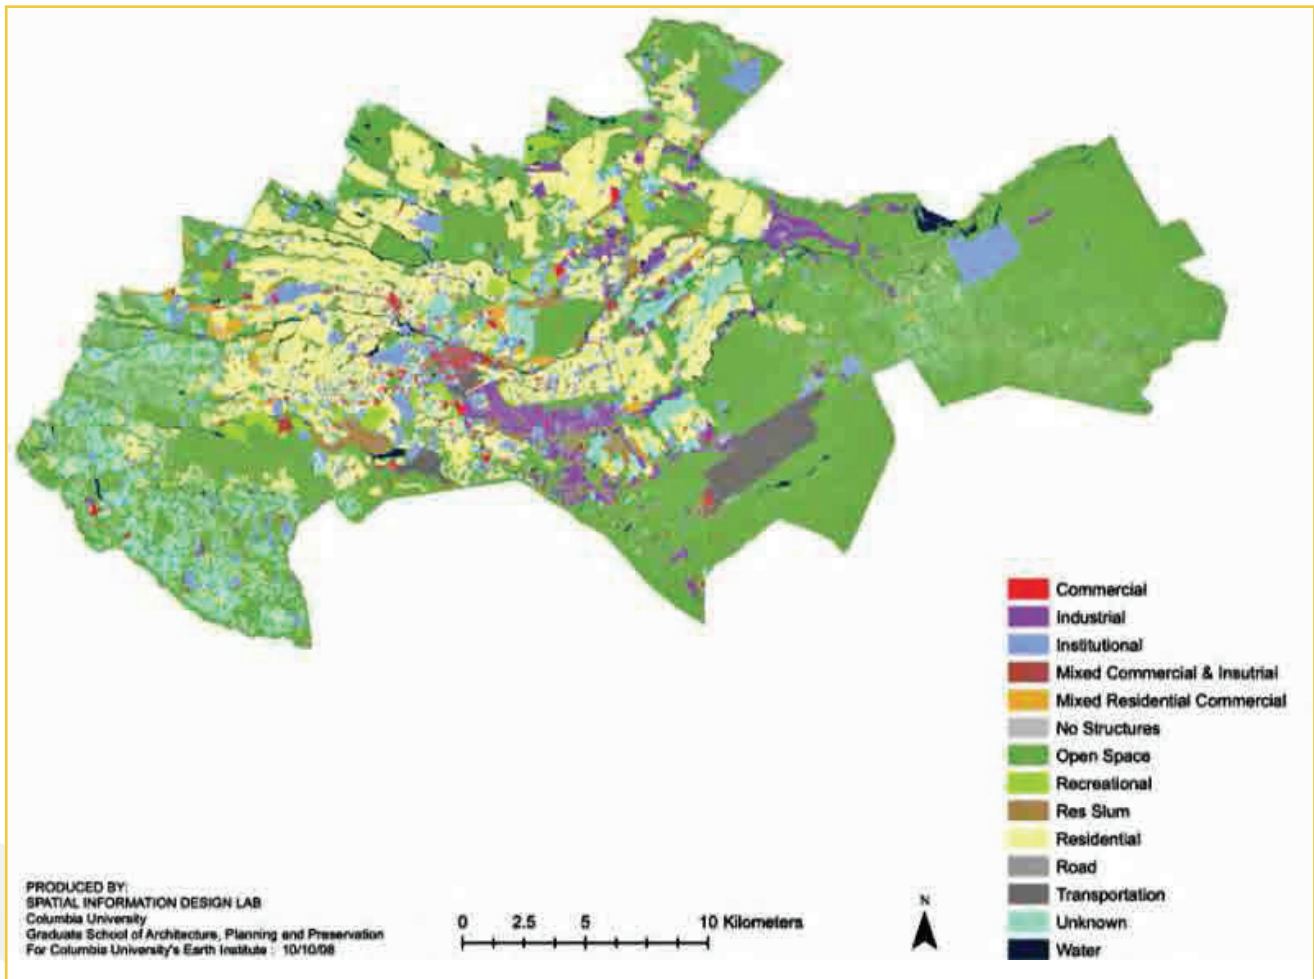 Commercial
Industrial
Institutional
Mixed Commercial & Insutrial
Mixed Residential Commercial
No Structures
Open Space
Recreational
Res Slum
Residential
Road
Transportation
Unknown
Water
PRODUCED BY:
SPATIAL INFORMATION DESIGN LAB
Columbia University
Graduate School of Architecture, Planning and Preservation
For Columbia University's Earth Institute : 10/10/08
0 2.5 5 10 Kilometers
N